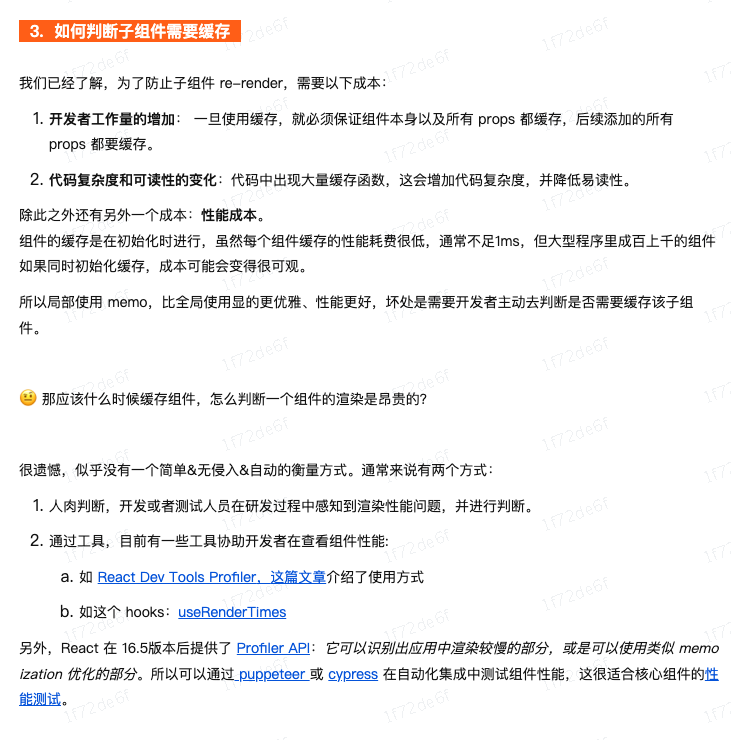 3. 如何判断子组件需要缓存
我们已经了解，为了防止子组件 re-render，需要以下成本：
1. 开发者工作量的增加： 一旦使用缓存，就必须保证组件本身以及所有 props 都缓存，后续添加的所有
props 都要缓存。
2. 代码复杂度和可读性的变化：代码中出现大量缓存函数，这会增加代码复杂度，并降低易读性。
除此之外还有另外一个成本：性能成本。
组件的缓存是在初始化时进行，虽然每个组件缓存的性能耗费很低，通常不足1ms，但大型程序里成百上千的组件
如果同时初始化缓存，成本可能会变得很可观。
所以局部使用 memo，比全局使用显的更优雅、性能更好，坏处是需要开发者主动去判断是否需要缓存该子组
件。
🤨 那应该什么时候缓存组件，怎么判断一个组件的渲染是昂贵的?
很遗憾，似乎没有一个简单&无侵入&自动的衡量方式。通常来说有两个方式：
1. 人肉判断，开发或者测试人员在研发过程中感知到渲染性能问题，并进行判断。
2. 通过工具，目前有一些工具协助开发者在查看组件性能:
a. 如 React Dev Tools Profiler，这篇文章介绍了使用方式
b. 如这个 hooks：useRenderTimes
另外，React 在 16.5版本后提供了 Profiler API：它可以识别出应用中渲染较慢的部分，或是可以使用类似 memo
ization 优化的部分。所以可以通过 puppeteer 或 cypress 在自动化集成中测试组件性能，这很适合核心组件的性
能测试。
1f72de6f